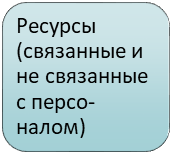 Ресурсы
(связанные и
не связанные
с персо-
налом)